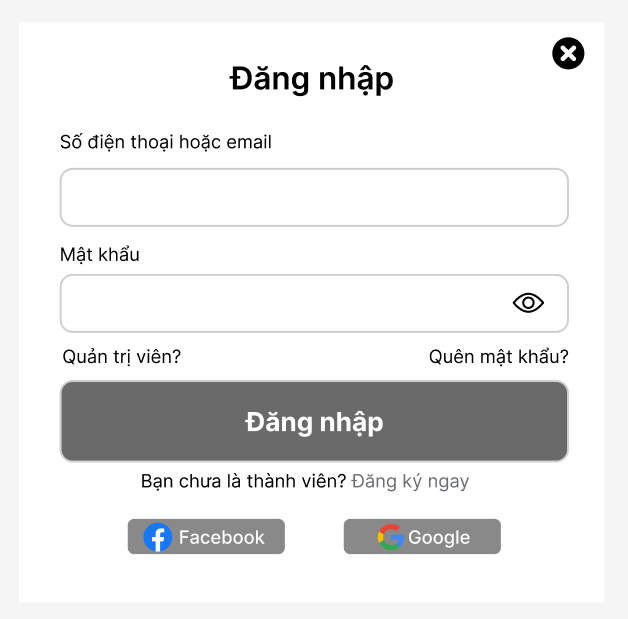 Đăng nhập
Số điện thoại hoặc email
Mật khẩu
Quản trị viên? Quên mật khẩu?
Đăng nhập
Bạn chưa là thành viên? Đăng ký ngay
Facebook Google